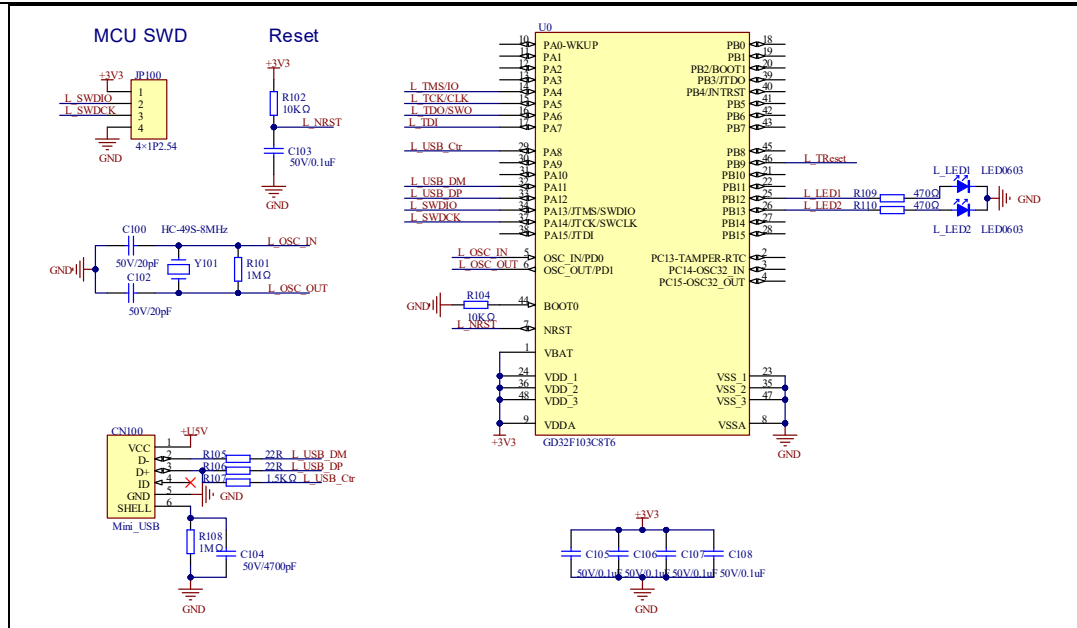 MCU SWD
+3V3
JP100
L_SWDIO
L_SWDCK
1
2
3
4
GND
4×1P2.54
Reset
+3V3
R102
10KΩ
L_NRST
C103
50V/0.1uF
GND
C100
HC-49S-8MHz
L_OSC_IN
50V/20pF
GND
Y101
R101
1MΩ
C102
L_OSC_OUT
50V/20pF
CN100
+U5V
VCC 1
D- 2 R105 22R L_USB_DM
D+ 3 R106 22R L_USB_DP
ID 4 R107 1.5KΩ L_USB_Ctr
GND 5 GND
SHELL 6
Mini_USB
R108
1MΩ
C104
50V/4700pF
GND
U0
10 PA0-WKUP
11 PA1
12 PA2
13 PA3
L_TMS/IO 14 PA4
L_TCK/CLK 15 PA5
L_TDO/SWO 16 PA6
L_TDI 17 PA7
L_USB_Ctr 29 PA8
30 PA9
31 PA10
L_USB_DM 32 PA11
L_USB_DP 33 PA12
L_SWDIO 34 PA13/JTMS/SWDIO
L_SWDCK 37 PA14/JTCK/SWCLK
38 PA15/JTDI
L_OSC_IN 5 OSC_IN/PD0
L_OSC_OUT 6 OSC_OUT/PD1
GND R104 10KΩ 44 BOOT0
L_NRST 7 NRST
1 VBAT
24 VDD_1
36 VDD_2
48 VDD_3
9 VDDA
+3V3
GD32F103C8T6
PB0 18
PB1 19
PB2/BOOT1 20
PB3/JTDO 39
PB4/JNTRST 40
PB5 41
PB6 42
PB7 43
PB8 45
PB9 46 L_TReset
PB10 21
PB11 22
PB12 25 L_LED1 R109 470Ω
PB13 26 L_LED2 R110 470Ω
PB14 27
PB15 28
L_LED1 LED0603
GND
L_LED2 LED0603
PC13-TAMPER-RTC 2
PC14-OSC32_IN 3
PC15-OSC32_OUT 4
VSS_1 23
VSS_2 35
VSS_3 47
VSSA 8
GND
+3V3
C105 C106 C107 C108
50V/0.1uF 50V/0.1uF 50V/0.1uF 50V/0.1uF
GND